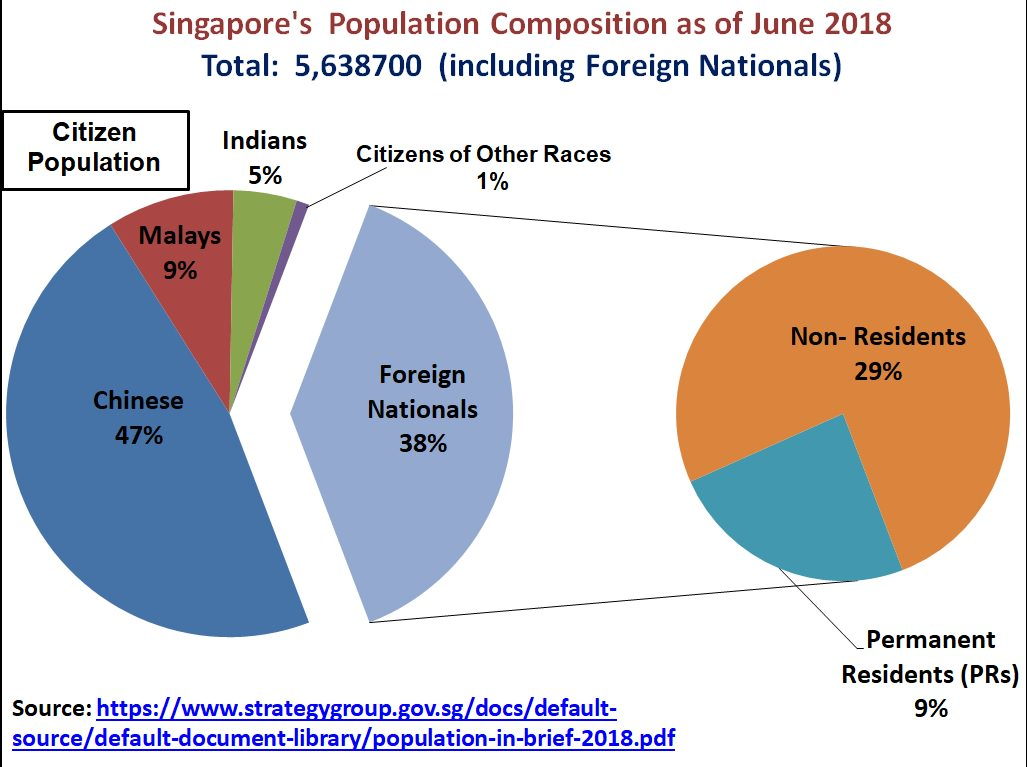 Singapore's Population Composition as of June 2018
Total: 5,638700 (including Foreign Nationals)
Citizen
Population
Indians
5%
Citizens of Other Races
1%
Malays
9%
Chinese
47%
Foreign
Nationals
38%
Non- Residents
29%
Permanent
Residents (PRs)
9%
Source: https://www.strategygroup.gov.sg/docs/default-
source/default-document-library/population-in-brief-2018.pdf